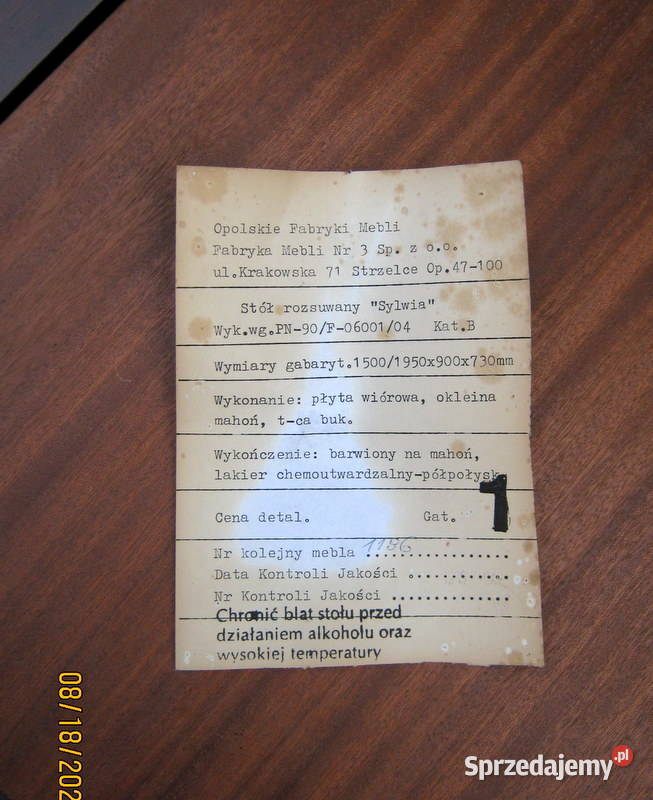 Opolskie Fabryki Mebli
Fabryka Mebli Nr 3 Sp. z o.o.
ul.Krakowska 71 Strzelce Op.47-100
Stół rozsuwany "Sylwia"
Wyk.wg.PN-90/F-06001/04 Kat.B
Wymiary gabaryt.1500/1950x900x730mm
Wykonanie: płyta wiórowa, okleina
mahoń, t-ca buk.
Wykończenie: barwiony na mahoń,
lakier chemoutwardzalny-półpołysk
Cena detal. Gat. 1
Nr kolejny mebla 1196
Data Kontroli Jakości
Nr Kontroli Jakości
Chronić blat stołu przed
działaniem alkoholu oraz
wysokiej temperatury
08/18/202
Sprzedajemy.pl